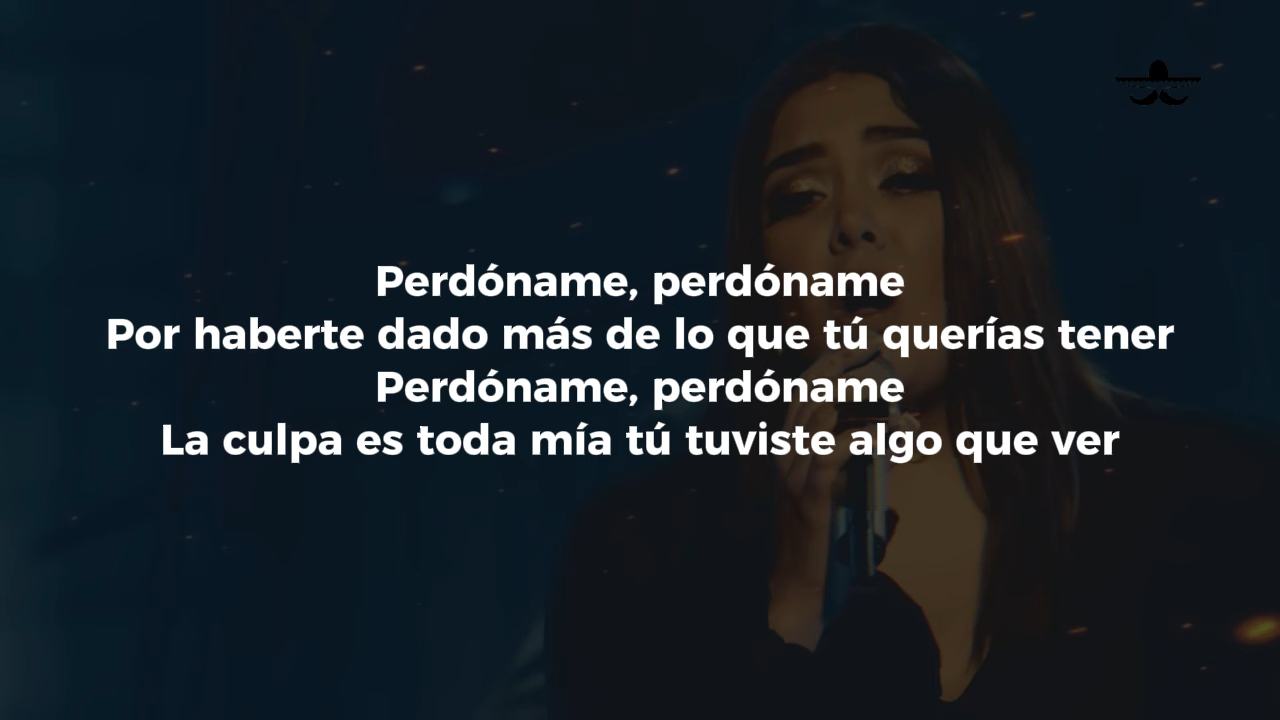 Perdóname, perdóname
Por haberte dado más de lo que tú querías tener
Perdóname, perdóname
La culpa es toda mía tú tuviste algo que ver